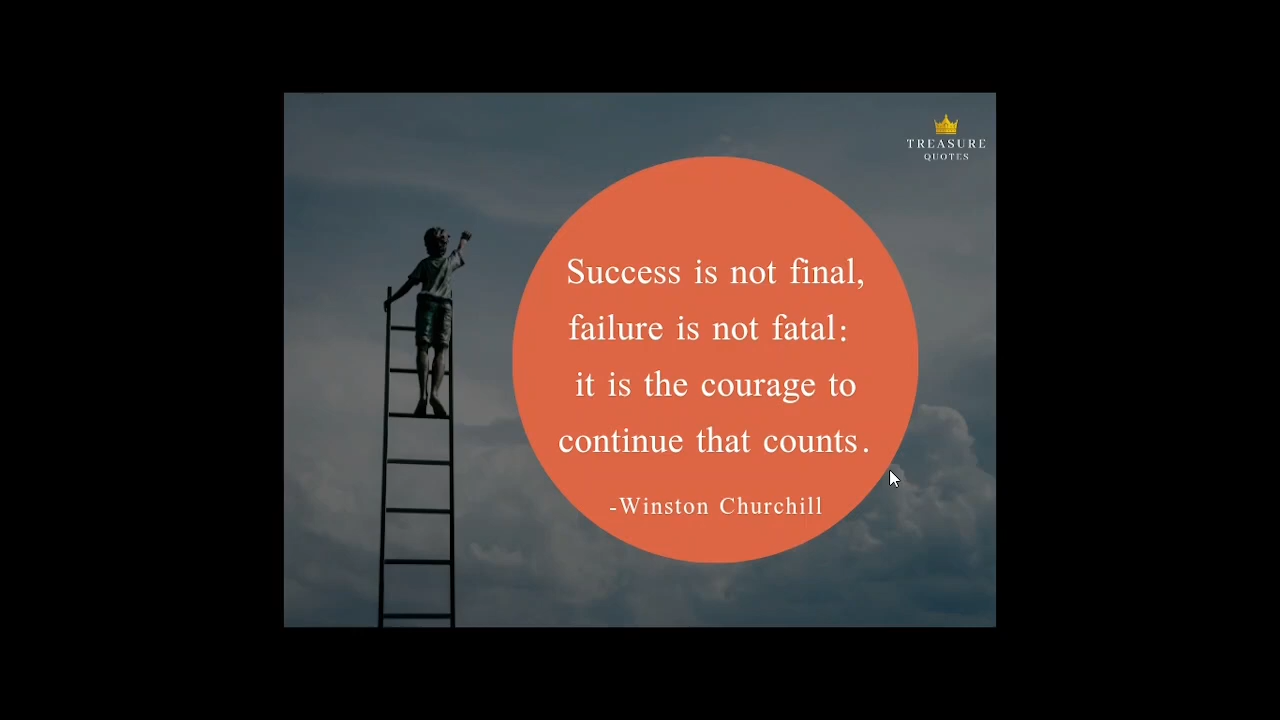 TREASURE
QUOTES
Success is not final,
failure is not fatal:
it is the courage to
continue that counts.
-Winston Churchill